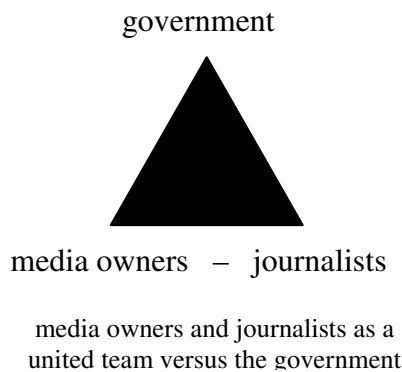 government
media owners – journalists
media owners and journalists as a
united team versus the government